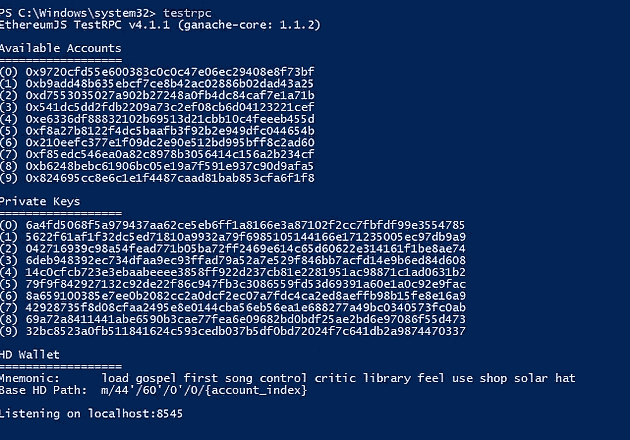 PS C:\Windows\system32> testrpc
EthereumJS TestRPC v4.1.1 (ganache-core: 1.1.2)
Available Accounts
==================
(0) 0x9720cfd55e600383c0c0c47e06ec29408e8f73bf
(1) 0xb9add48b635ebcf7ce8b42ac02886b02dad43a25
(2) 0xd7553035027a902b27248a0fb4dc84caf7e1a71b
(3) 0x541dc5dd2fdb2209a73c2ef08cb6d04123221cef
(4) 0xe6336df88832102b69513d21cbb10c4feeeb455d
(5) 0xf8a27b8122f4dc5baafb3f92b2e949dfc044654b
(6) 0x210eefc377e1f09dc2e90e512bd995bff8c2ad60
(7) 0xf85edc546ea0a82c8978b3056414c156a2b234cf
(8) 0xb6248bebc61906bc05e19a7f591e937c90d9afa5
(9) 0x824695cc8e6c1e1f4487caad81bab853cfa6f1f8
Private Keys
==================
(0) 6a4fd5068f5a979437aa62ce5eb6ff1a8166e3a87102f2cc7fbfdf99e3554785
(1) 5622f61af1f32dc5ed71810a9932a79f6985105144166e171235005ec97db9a9
(2) 042716939c98a54fead771b05ba72ff2469e614c65d60622e314161f1be8ae74
(3) 6deb948392ec734dfaa9ec93ffad79a52a7e529f846bb7acfd14e9b6ed84d608
(4) 14c0cfcb723e3ebaabeeee3858ff922d237cb81e2281951ac98871c1ad0631b2
(5) 79f9f842927132c92de22f86c947fb3c3086559fd53d69391a60e1a0c92e9fac
(6) 8a659100385e7ee0b2082cc2a0dcf2ec07a7fdc4ca2ed8aeffb98b15fe8e16a9
(7) 42928735f8d08cfaa2495e8e0144cba56eb56ea1e688277a49bc0340573fc0ab
(8) 69a72a8411441abe6590b3cae77fea6e09682bd0bdf25ae2bd6e97086f55d473
(9) 32bc8523a0fb511841624c593cedb037b5df0bd72024f7c641db2a9874470337
HD Wallet
==================
Mnemonic:      load gospel first song control critic library feel use shop solar hat
Base HD Path:  m/44'/60'/0'/0/{account_index}
Listening on localhost:8545